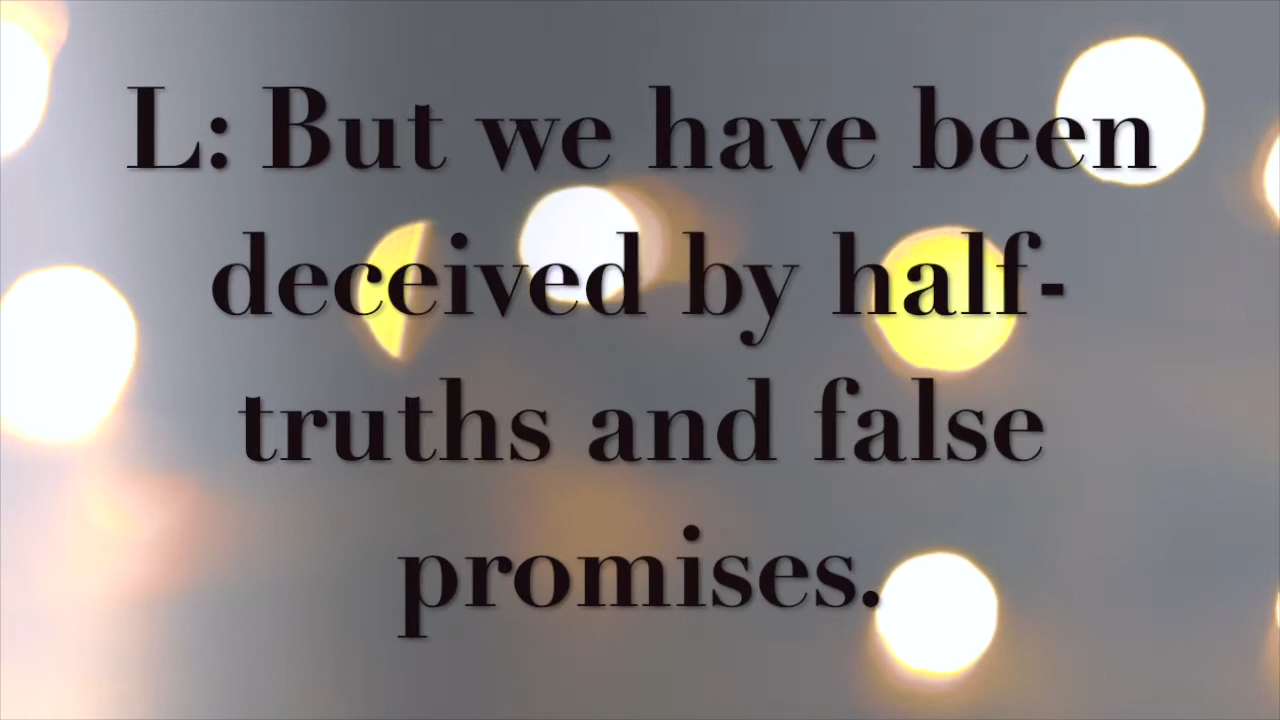 L: But we have been
deceived by half-
truths and false
promises.